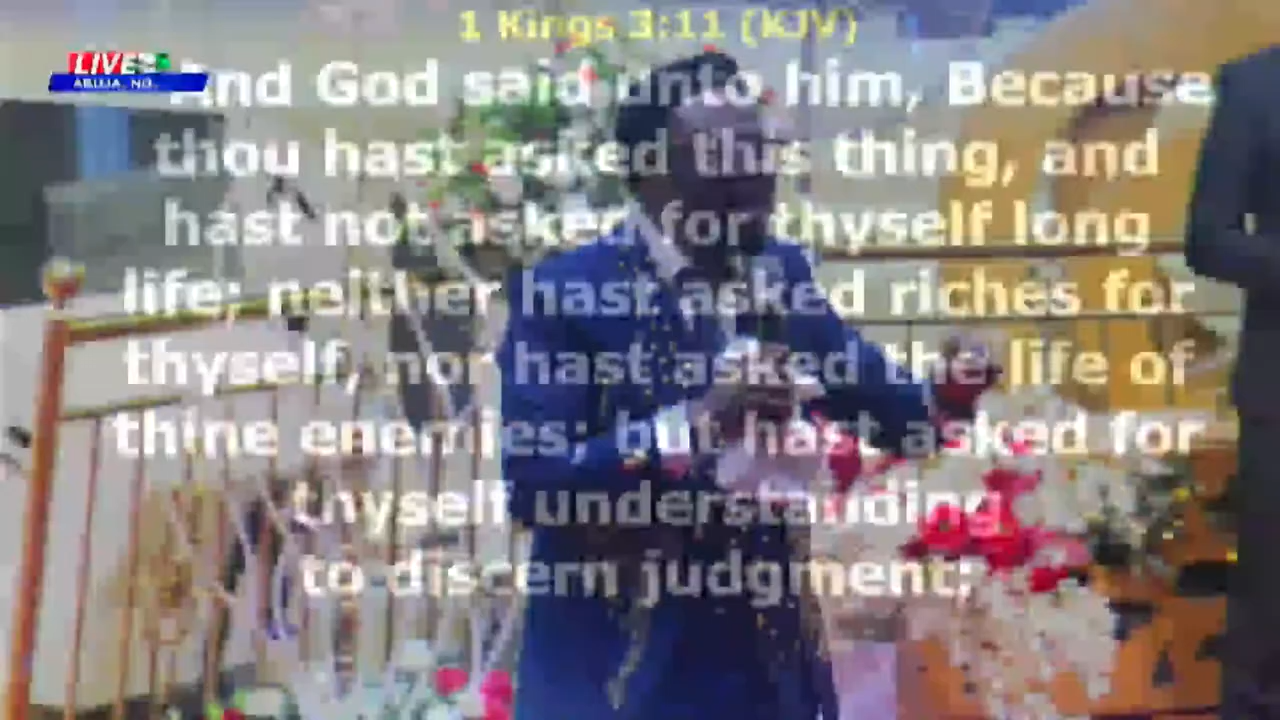 1 Kings 3:11 (KJV)
LIVE
ABUJA, NG.
And God said unto him, Because
thou hast asked this thing, and
hast not asked for thyself long
life; neither hast asked riches for
thyself, nor hast asked the life of
thine enemies; but hast asked for
thyself understanding
to discern judgment;